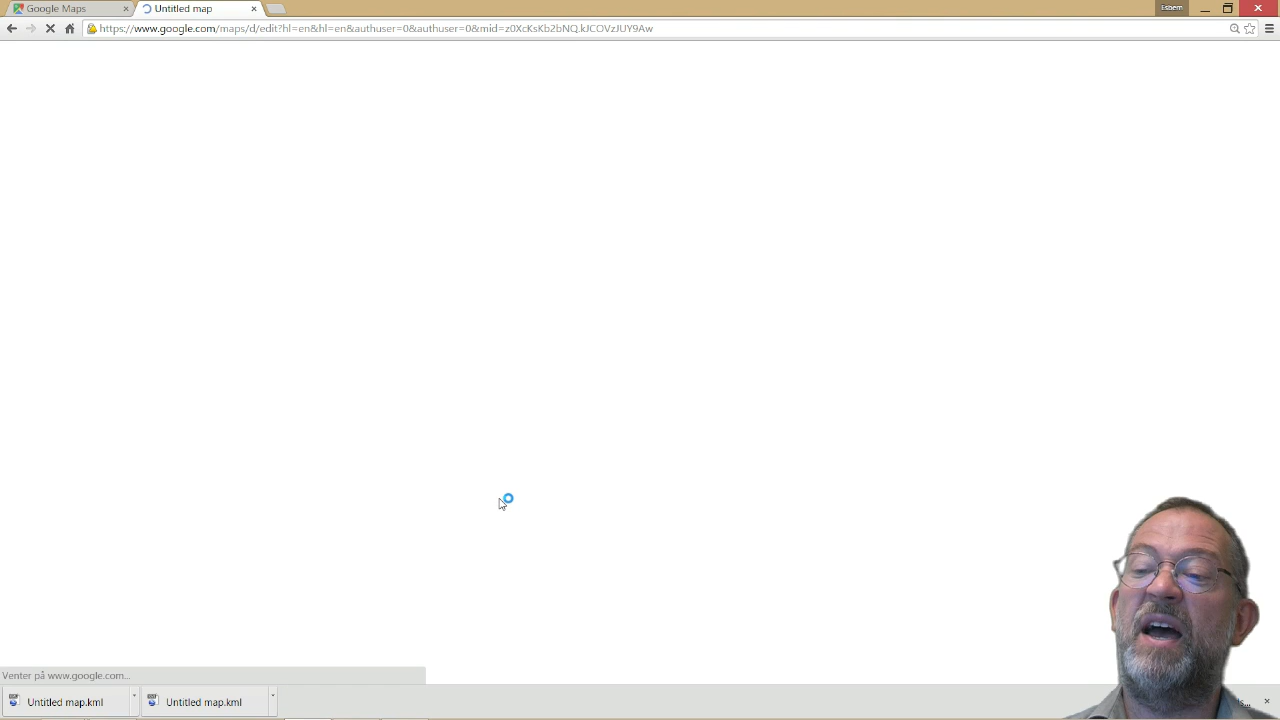 Google Maps
Untitled map
Esbern
https://www.google.com/maps/d/edit?hl=en&hl=en&authuser=0&authuser=0&mid=z0XcKsKb2bNQ.kJCOVzJUY9Aw
Venter på www.google.com...
Untitled map.kml
Untitled map.kml